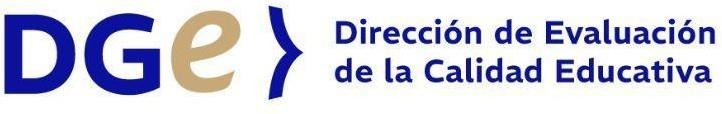 DGe
Dirección de Evaluación
de la Calidad Educativa